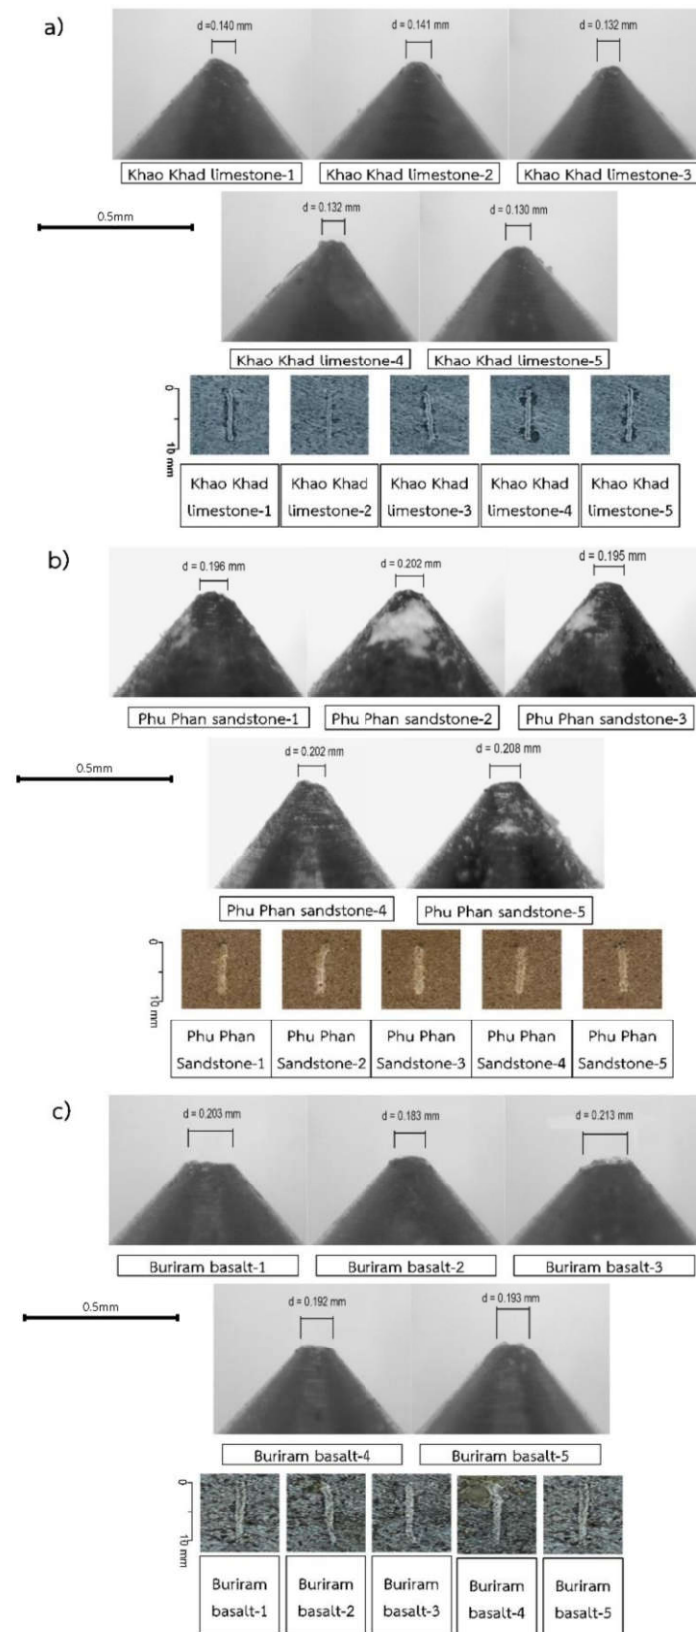 a)
d =0.140 mm
d = 0.141 mm
d = 0.132 mm
Khao Khad limestone-1
Khao Khad limestone-2
Khao Khad limestone-3
0.5mm
d = 0.132 mm
d = 0.130 mm
Khao Khad limestone-4
Khao Khad limestone-5
0
10 mm
Khao Khad
limestone-1
Khao Khad
limestone-2
Khao Khad
limestone-3
Khao Khad
limestone-4
Khao Khad
limestone-5
b)
d = 0.196 mm
d = 0.202 mm
d = 0.195 mm
Phu Phan sandstone-1
Phu Phan sandstone-2
Phu Phan sandstone-3
0.5mm
d = 0.202 mm
d = 0.208 mm
Phu Phan sandstone-4
Phu Phan sandstone-5
0
10 mm
Phu Phan
Sandstone-1
Phu Phan
Sandstone-2
Phu Phan
Sandstone-3
Phu Phan
Sandstone-4
Phu Phan
Sandstone-5
c)
d = 0.203 mm
d = 0.183 mm
d = 0.213 mm
Buriram basalt-1
Buriram basalt-2
Buriram basalt-3
0.5mm
d = 0.192 mm
d = 0.193 mm
Buriram basalt-4
Buriram basalt-5
0
10 mm
Buriram
basalt-1
Buriram
basalt-2
Buriram
basalt-3
Buriram
basalt-4
Buriram
basalt-5